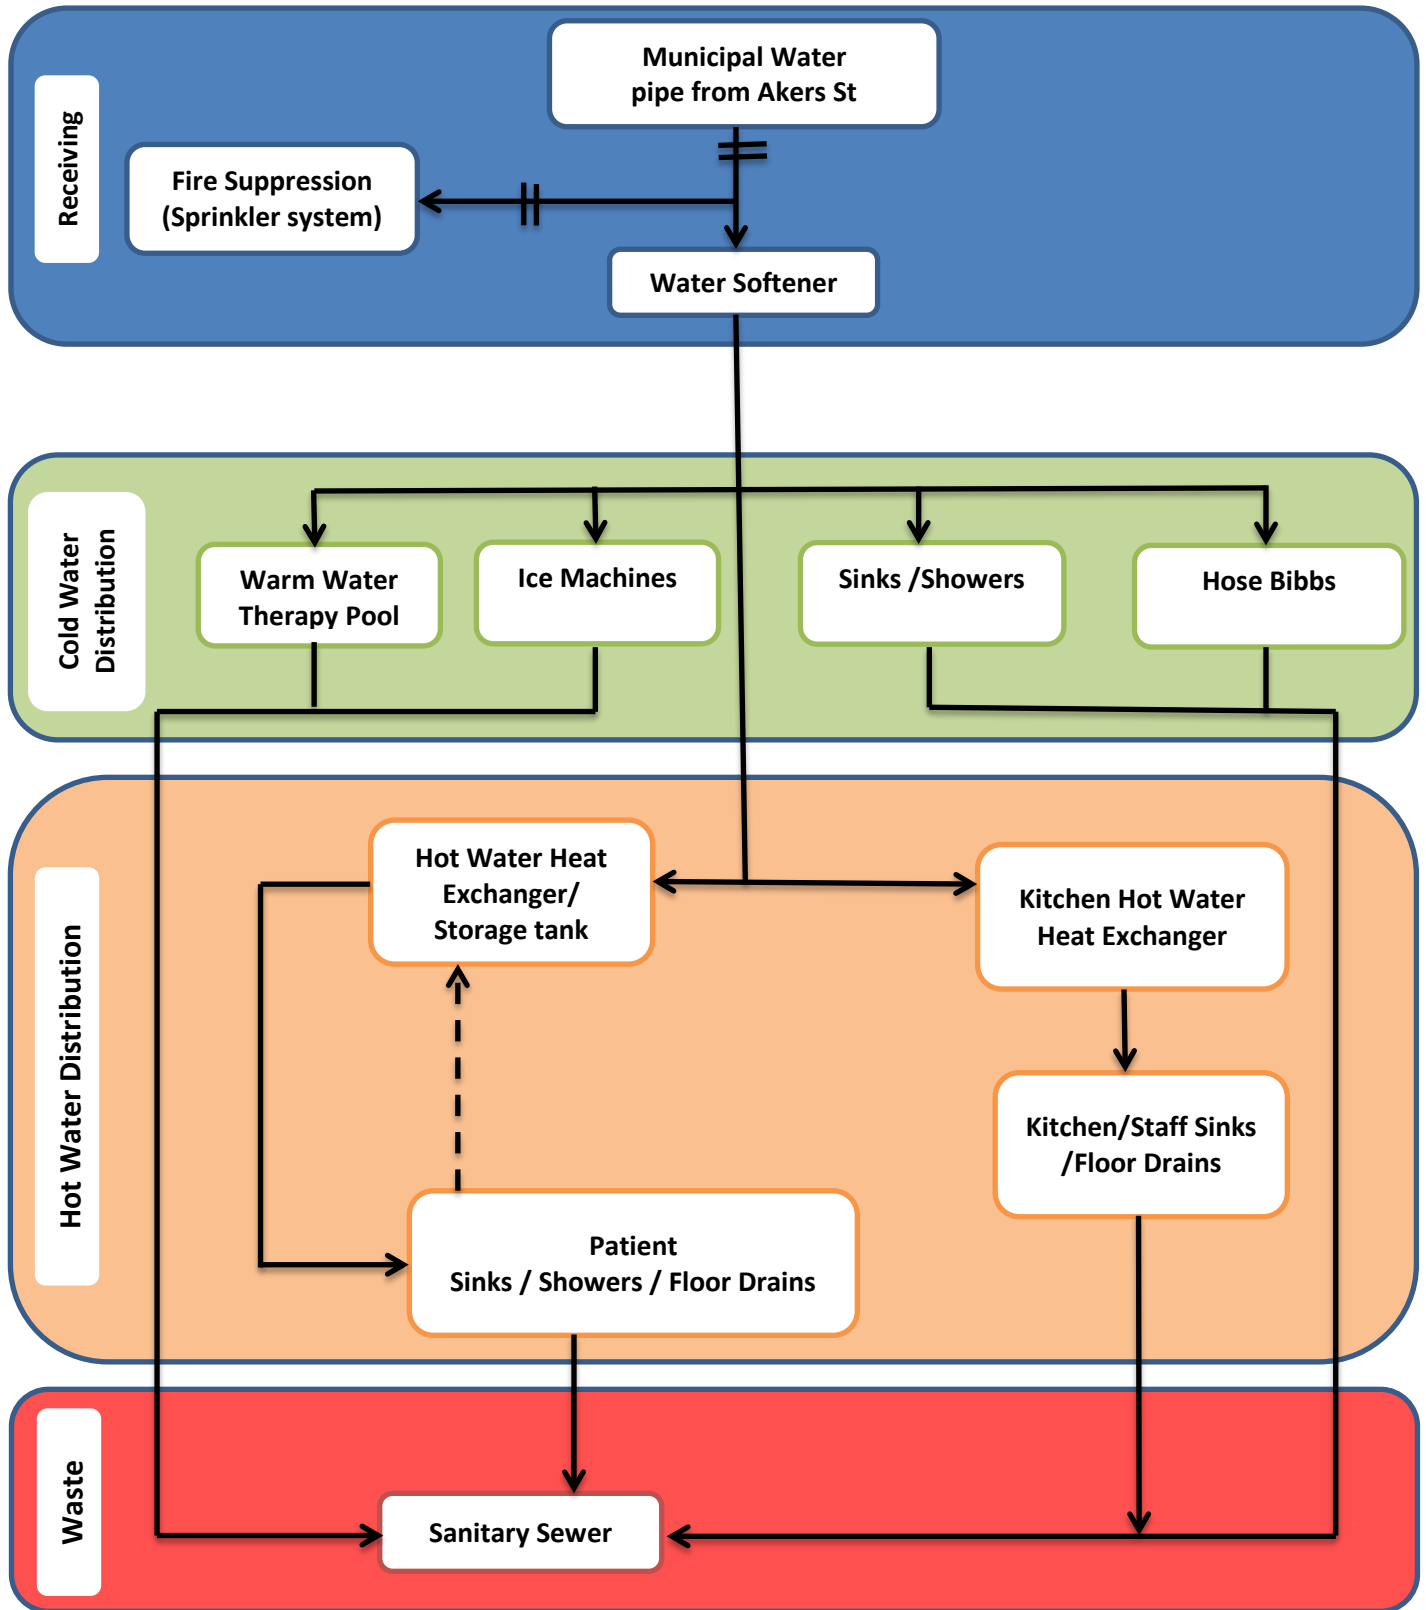 Receiving
Municipal Water
pipe from Akers St
Fire Suppression
(Sprinkler system)
Water Softener
Cold Water
Distribution
Warm Water
Therapy Pool
Ice Machines
Sinks /Showers
Hose Bibbs
Hot Water Distribution
Hot Water Heat
Exchanger/
Storage tank
Kitchen Hot Water
Heat Exchanger
Kitchen/Staff Sinks
/Floor Drains
Patient
Sinks / Showers / Floor Drains
Waste
Sanitary Sewer